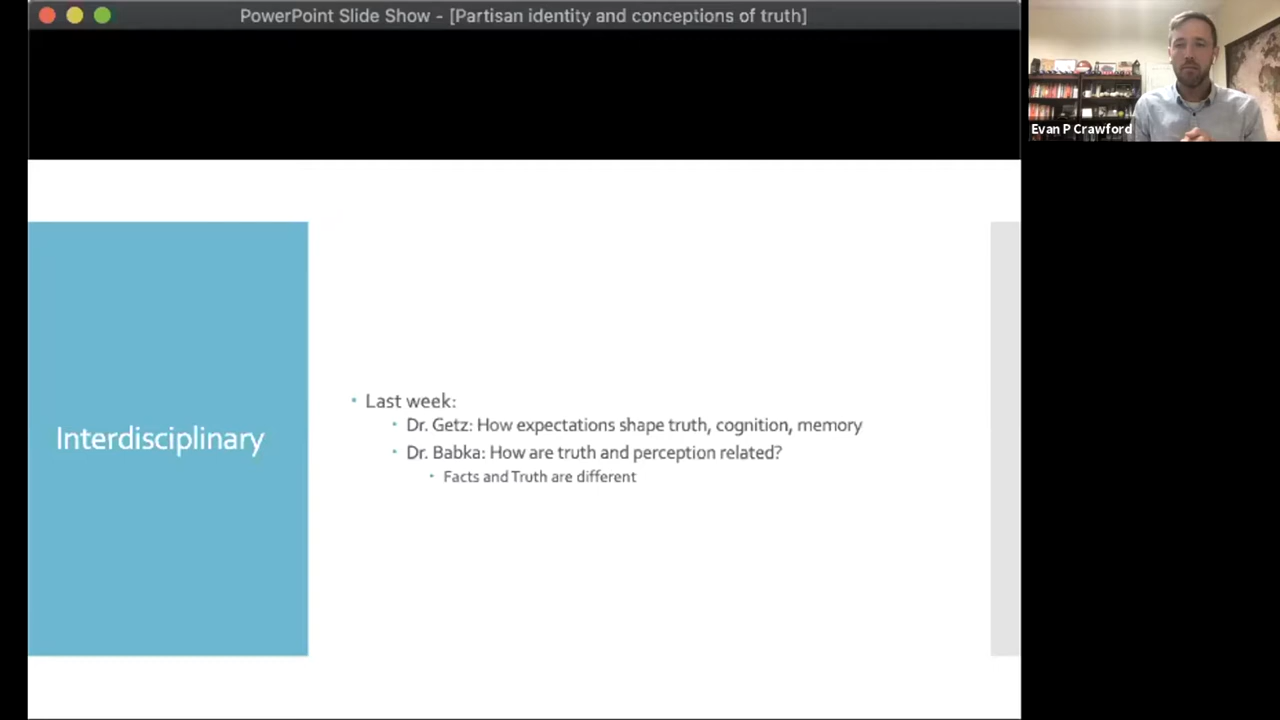 PowerPoint Slide Show - [Partisan identity and conceptions of truth]
Evan P Crawford
Interdisciplinary
• Last week:
• Dr. Getz: How expectations shape truth, cognition, memory
• Dr. Babka: How are truth and perception related?
• Facts and Truth are different